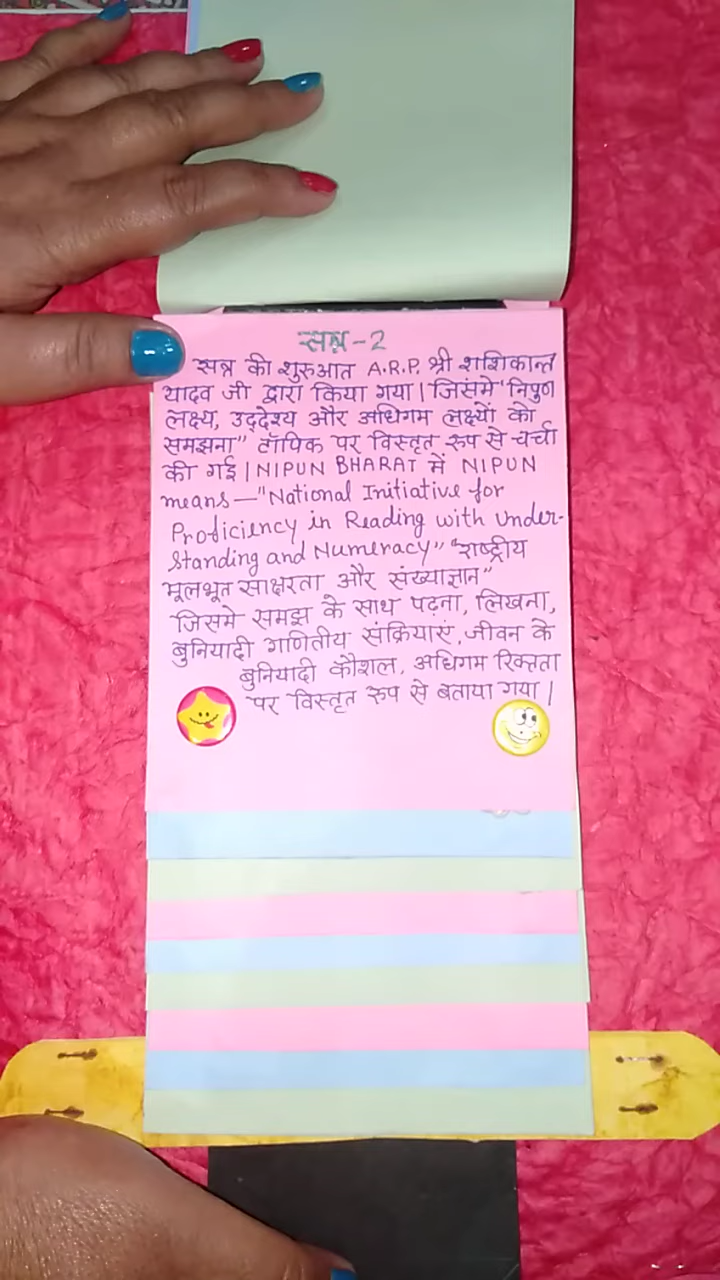 सत्र-2
सत्र की शुरुआत A.R.P. श्री शशिकान्त
यादव जी द्वारा किया गया। जिसमे "निपुण
लक्ष्य, उद्देश्य और अधिगम लक्ष्यो को
समझना" टॉपिक पर विस्तृत रूप से चर्चा
की गई। NIPUN BHARAT में NIPUN
means—"National Initiative for
Proficiency in Reading with Under-
standing and Numeracy" "राष्ट्रीय
मूलभूत साक्षरता और संख्याज्ञान"
जिसमे समझ के साथ पढ़ना, लिखना,
बुनियादी गणितीय संक्रियाएं, जीवन के
बुनियादी कौशल, अधिगम रिक्तता
पर विस्तृत रूप से बताया गया।